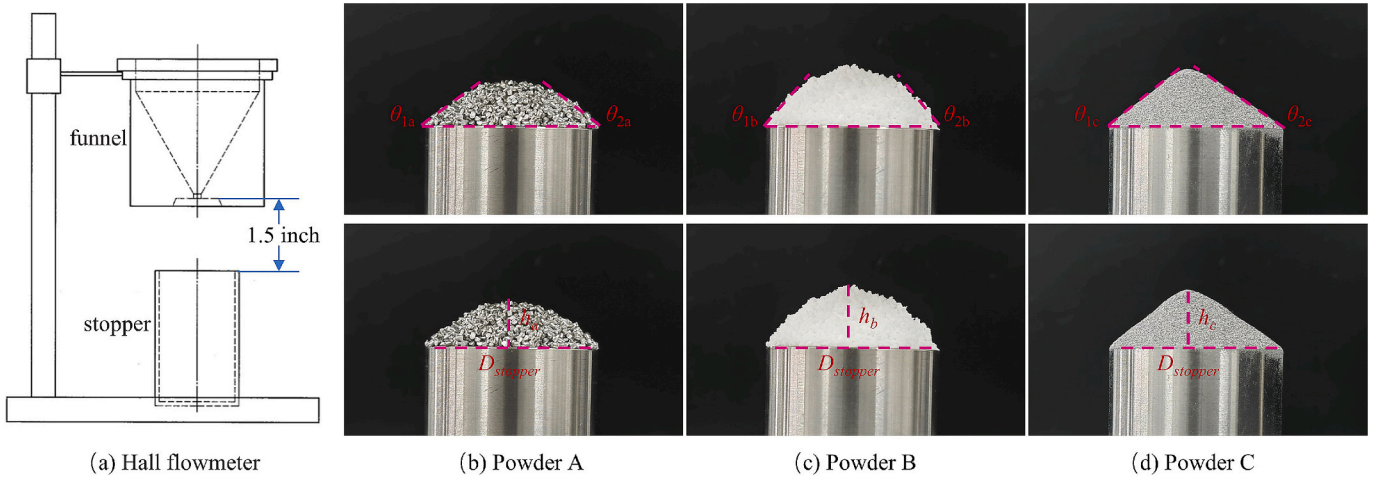 funnel
1.5 inch
stopper
(a) Hall flowmeter
θ1a
θ2a
(b) Powder A
θ1b
θ2b
(c) Powder B
θ1c
θ2c
(d) Powder C
Dstopper
hb
Dstopper
hc
Dstopper